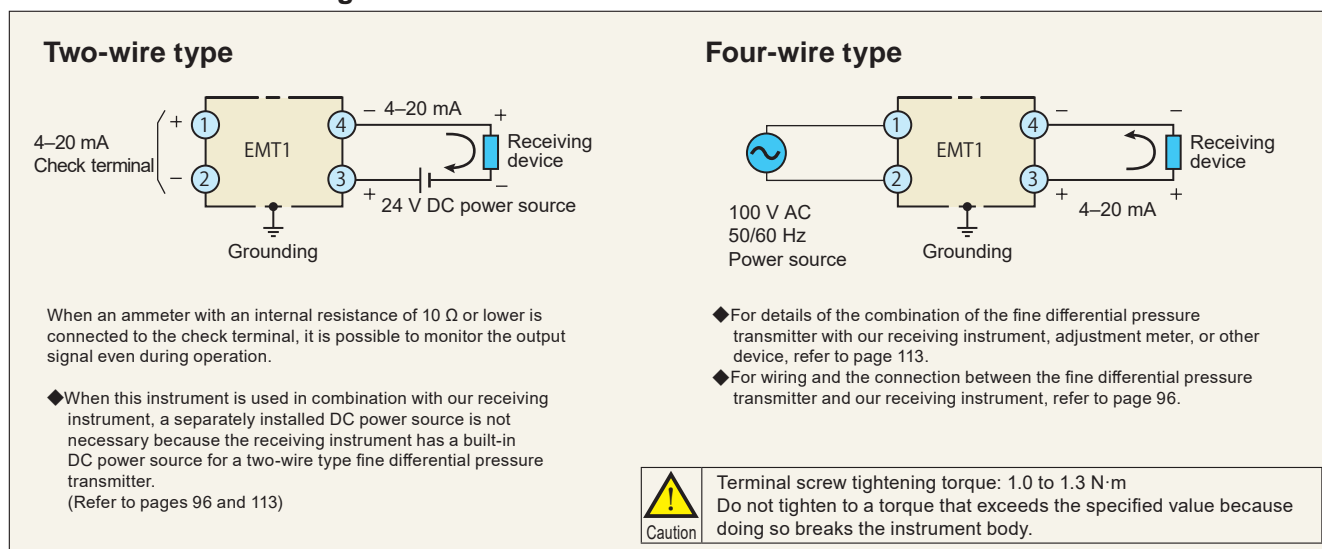 Two-wire type
4–20 mA
Check terminal
+
–
1
2
EMT1
4
3
– 4–20 mA
+
Receiving
device
–
+
24 V DC power source
Grounding
When an ammeter with an internal resistance of 10 Ω or lower is
connected to the check terminal, it is possible to monitor the output
signal even during operation.
◆When this instrument is used in combination with our receiving
instrument, a separately installed DC power source is not
necessary because the receiving instrument has a built-in
DC power source for a two-wire type fine differential pressure
transmitter.
(Refer to pages 96 and 113)
Four-wire type
100 V AC
50/60 Hz
Power source
1
2
EMT1
4
3
–
–
Receiving
device
+
+
4–20 mA
Grounding
◆For details of the combination of the fine differential pressure
transmitter with our receiving instrument, adjustment meter, or other
device, refer to page 113.
◆For wiring and the connection between the fine differential pressure
transmitter and our receiving instrument, refer to page 96.
Caution
Terminal screw tightening torque: 1.0 to 1.3 N·m
Do not tighten to a torque that exceeds the specified value because
doing so breaks the instrument body.